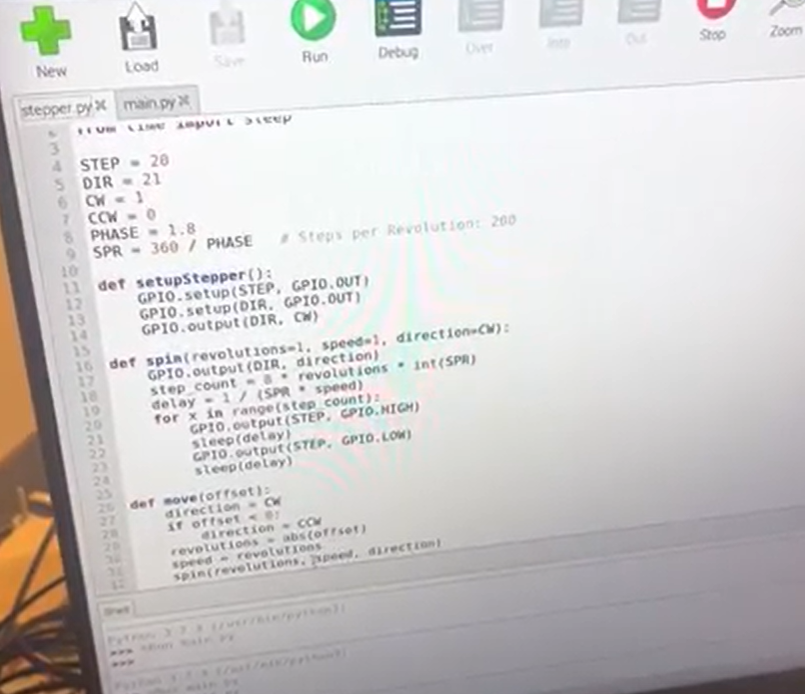 New Load Save Run Debug Over Into Out Stop Zoom
stepper.py × main.py ×
from time import sleep
3
4 STEP = 20
5 DIR = 21
6 CW = 1
7 CCW = 0
8 PHASE = 1.8
9 SPR = 360 / PHASE # Steps per Revolution: 200
10
11 def setupStepper():
12 GPIO.setup(STEP, GPIO.OUT)
13 GPIO.setup(DIR, GPIO.OUT)
14 GPIO.output(DIR, CW)
15
16 def spin(revolutions=1, speed=1, direction=CW):
17 GPIO.output(DIR, direction)
18 step_count = 8 * revolutions * int(SPR)
19 delay = 1 / (SPR * speed)
20 for x in range(step_count):
21 GPIO.output(STEP, GPIO.HIGH)
22 sleep(delay)
23 GPIO.output(STEP, GPIO.LOW)
24 sleep(delay)
25
26 def move(offset):
27 direction = CW
28 if offset < 0:
29 direction = CCW
30 revolutions = abs(offset)
31 speed = revolutions
32 spin(revolutions, speed, direction)
Shell
Python 3.7.3 (/usr/bin/python3)
>>> %Run main.py
>>>
Python 3.7.3 (/usr/bin/python3)
%Run main.py